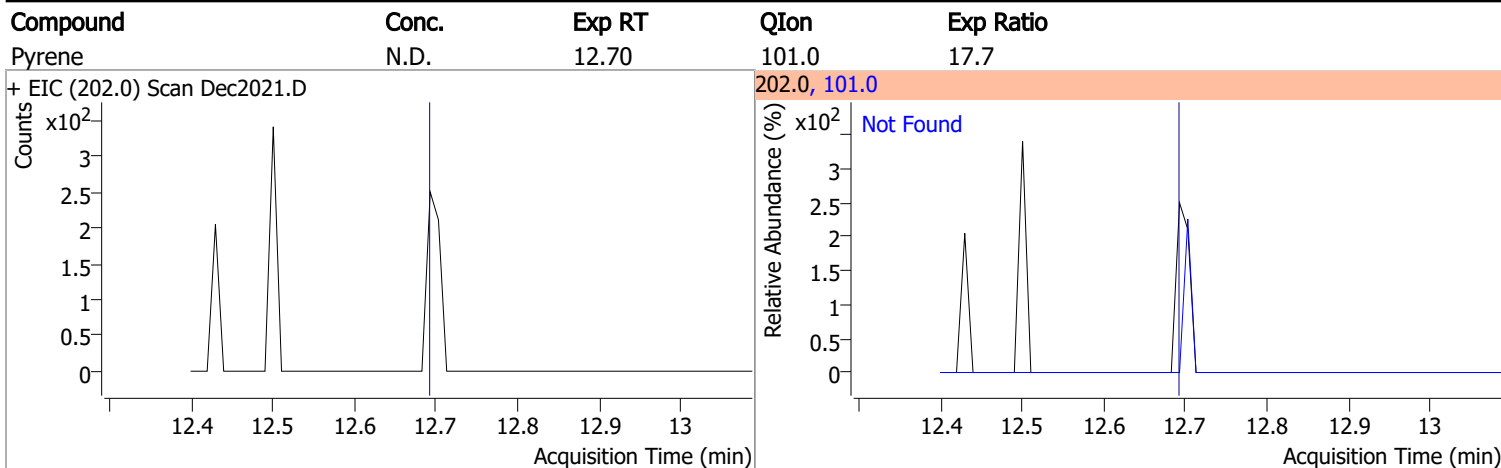 Compound Conc. Exp RT QIon Exp Ratio
Pyrene N.D. 12.70 101.0 17.7
+ EIC (202.0) Scan Dec2021.D
Counts
x10²
3
2.5
2
1.5
1
0.5
0
12.4 12.5 12.6 12.7 12.8 12.9 13
Acquisition Time (min)
202.0, 101.0
Relative Abundance (%)
x10²
Not Found
3
2.5
2
1.5
1
0.5
0
12.4 12.5 12.6 12.7 12.8 12.9 13
Acquisition Time (min)